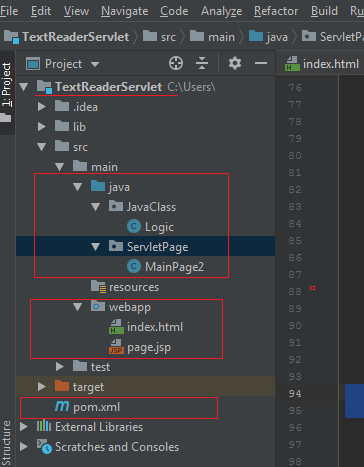 File Edit View Navigate Code Analyze Refactor Build R
TextReaderServlet src main java ServletP
Project
index.html
1: Project
TextReaderServlet C:\Users\
.idea
lib
src
main
java
JavaClass
Logic
ServletPage
MainPage2
resources
webapp
index.html
page.jsp
test
target
pom.xml
External Libraries
Scratches and Consoles
Structure
76
77
78
79
80
81
82
83
84
85
86
87
88
89
90
91
92
93
94
95
96
97
98